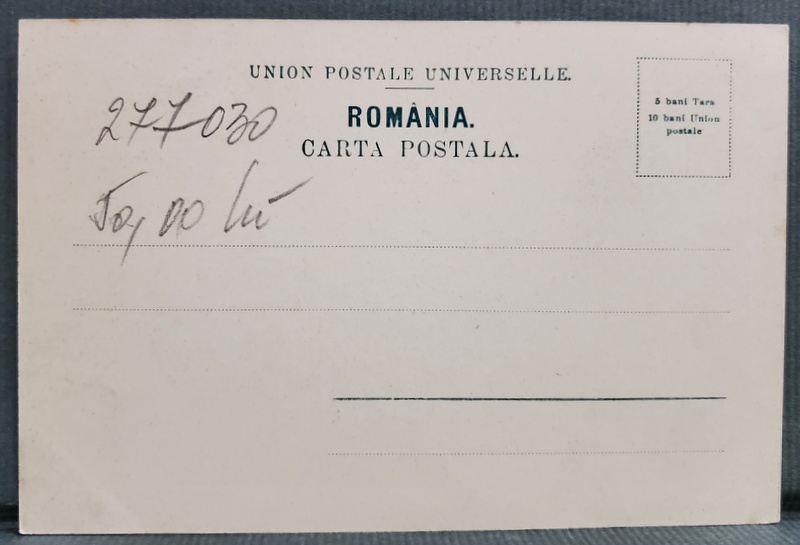 UNION POSTALE UNIVERSELLE.
ROMÂNIA.
CARTA POSTALA.
5 bani Tara
10 bani Union
postale
277030
50,00 lei